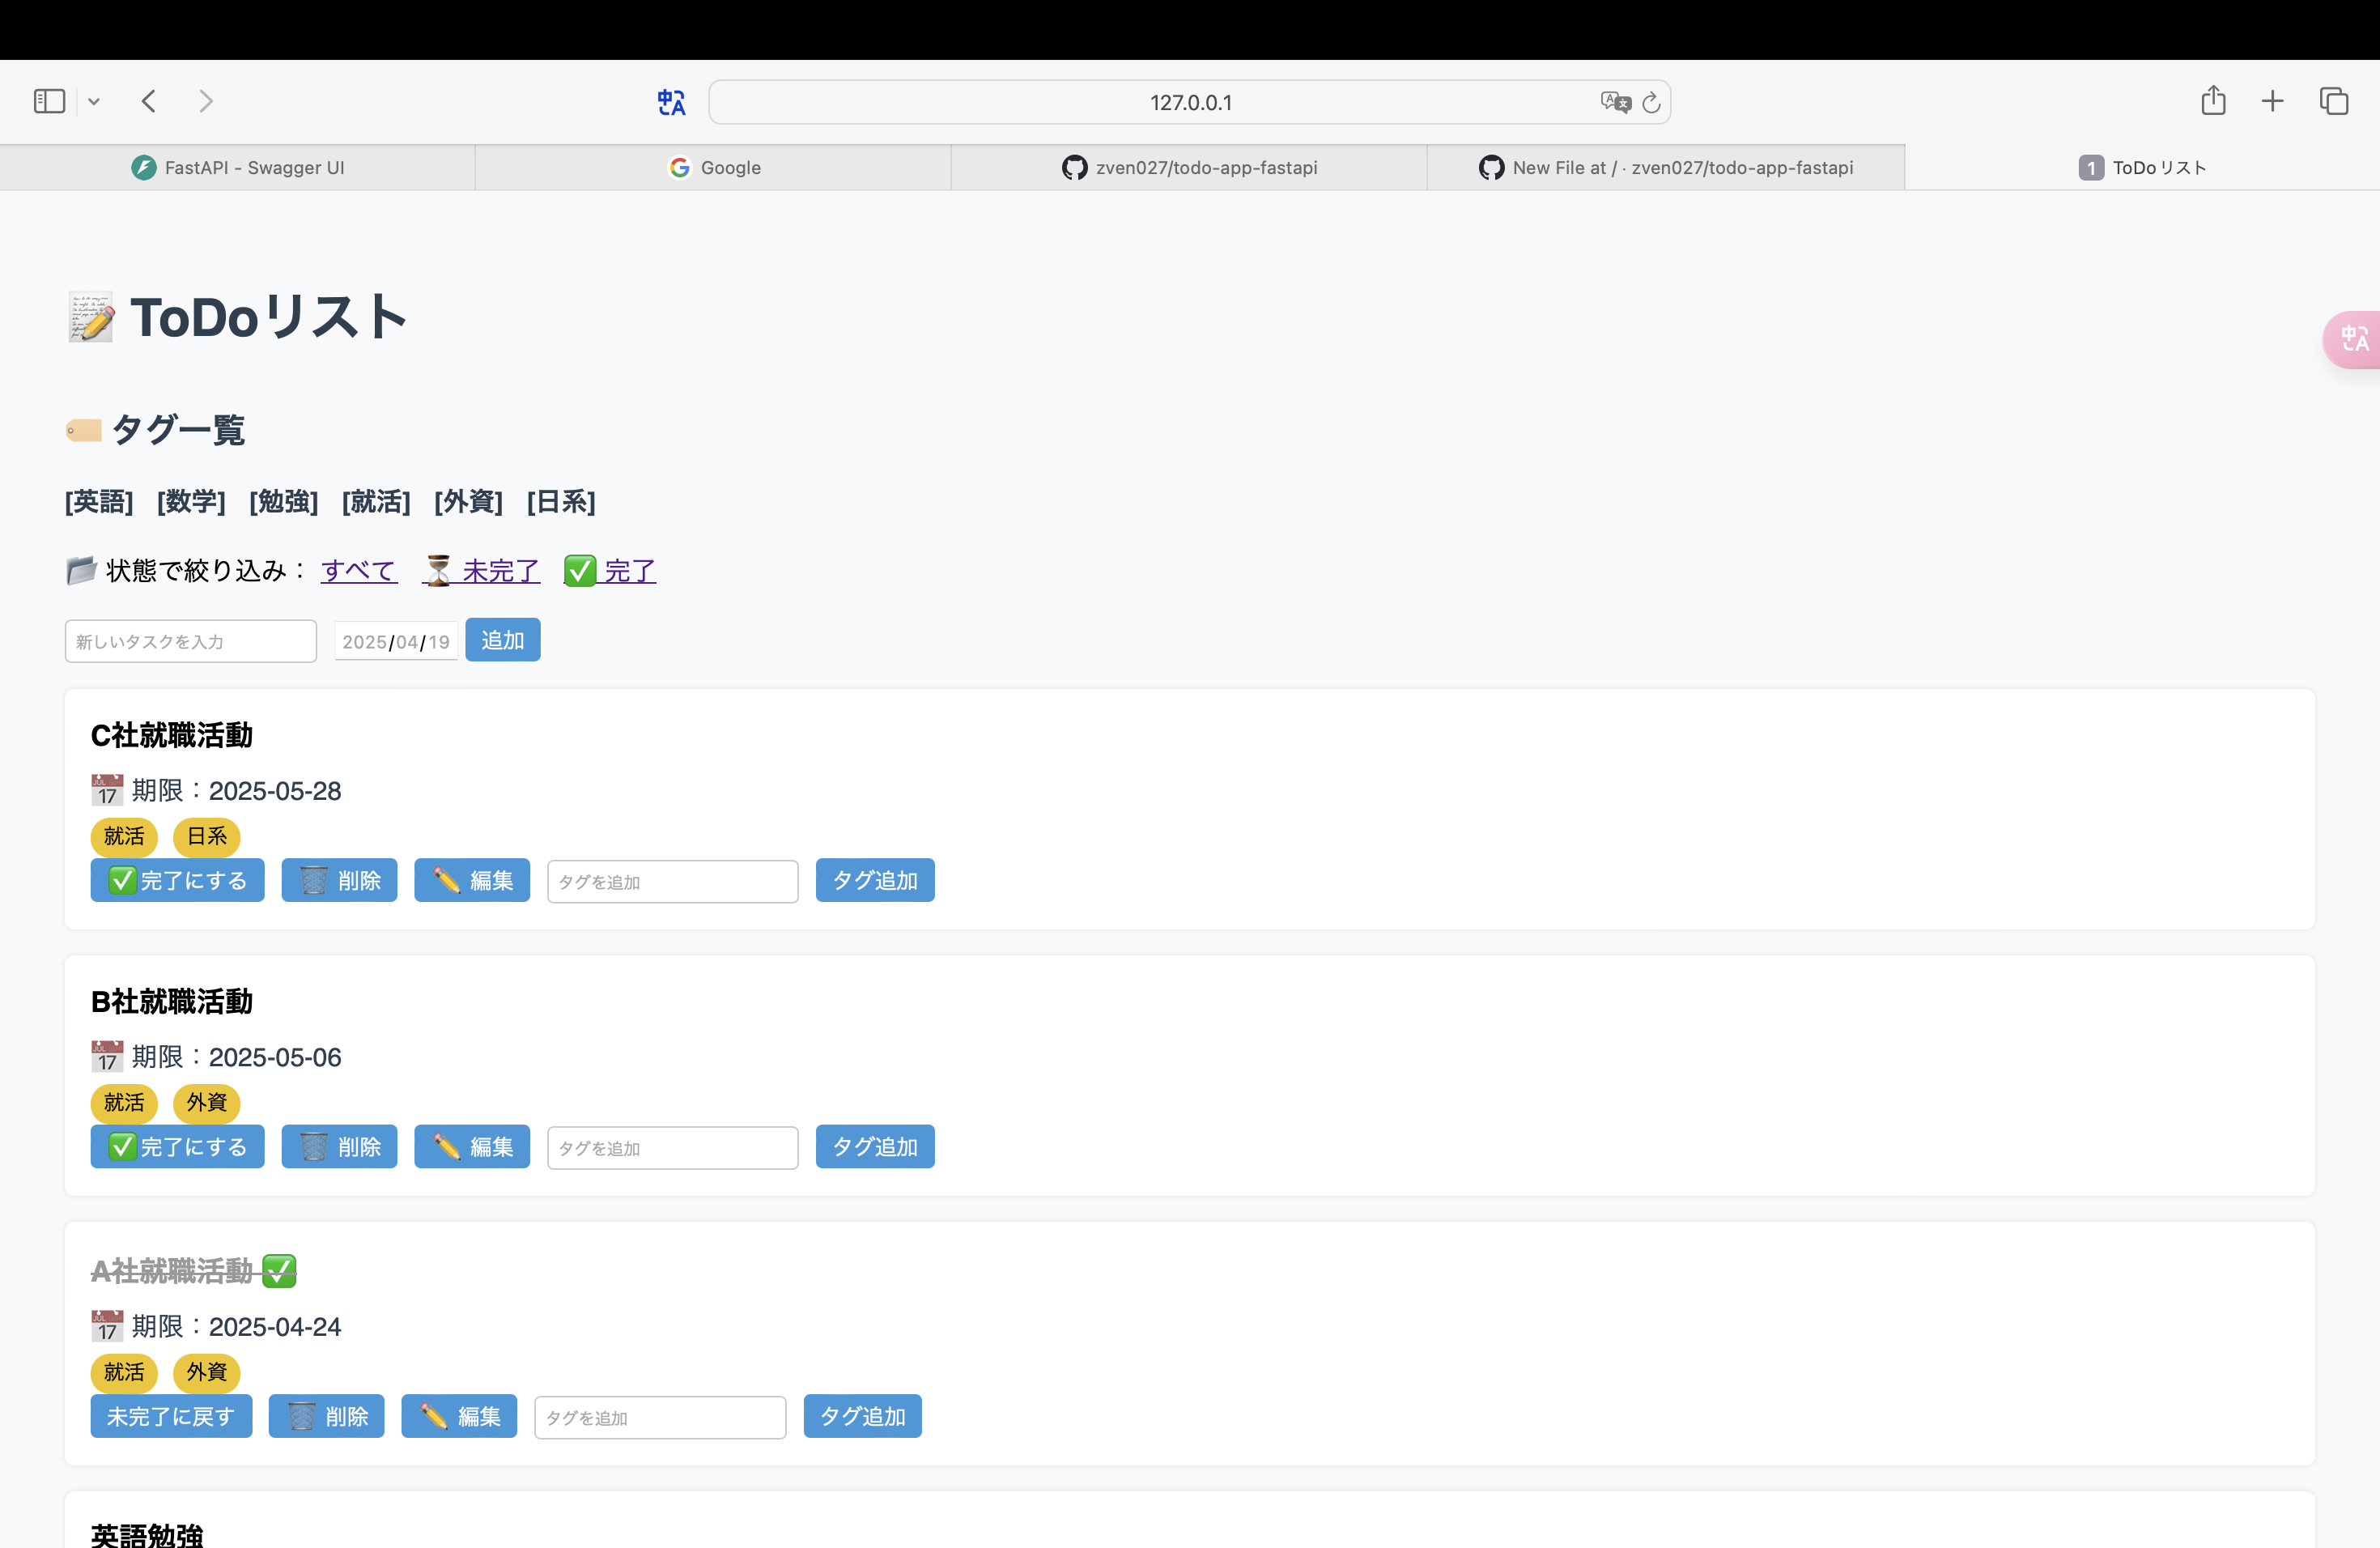 127.0.0.1
FastAPI - Swagger UI
Google
zven027/todo-app-fastapi
New File at / · zven027/todo-app-fastapi
1 ToDoリスト
📝 ToDoリスト
🏷️ タグ一覧
[英語] [数学] [勉強] [就活] [外資] [日系]
📂 状態で絞り込み： すべて ⏳ 未完了 ✅ 完了
新しいタスクを入力 2025/04/19 追加
C社就職活動
📅 期限：2025-05-28
就活 日系
✅完了にする 🗑️ 削除 ✏️ 編集 タグを追加 タグ追加
B社就職活動
📅 期限：2025-05-06
就活 外資
✅完了にする 🗑️ 削除 ✏️ 編集 タグを追加 タグ追加
A社就職活動 ✅
📅 期限：2025-04-24
就活 外資
未完了に戻す 🗑️ 削除 ✏️ 編集 タグを追加 タグ追加
英語勉強